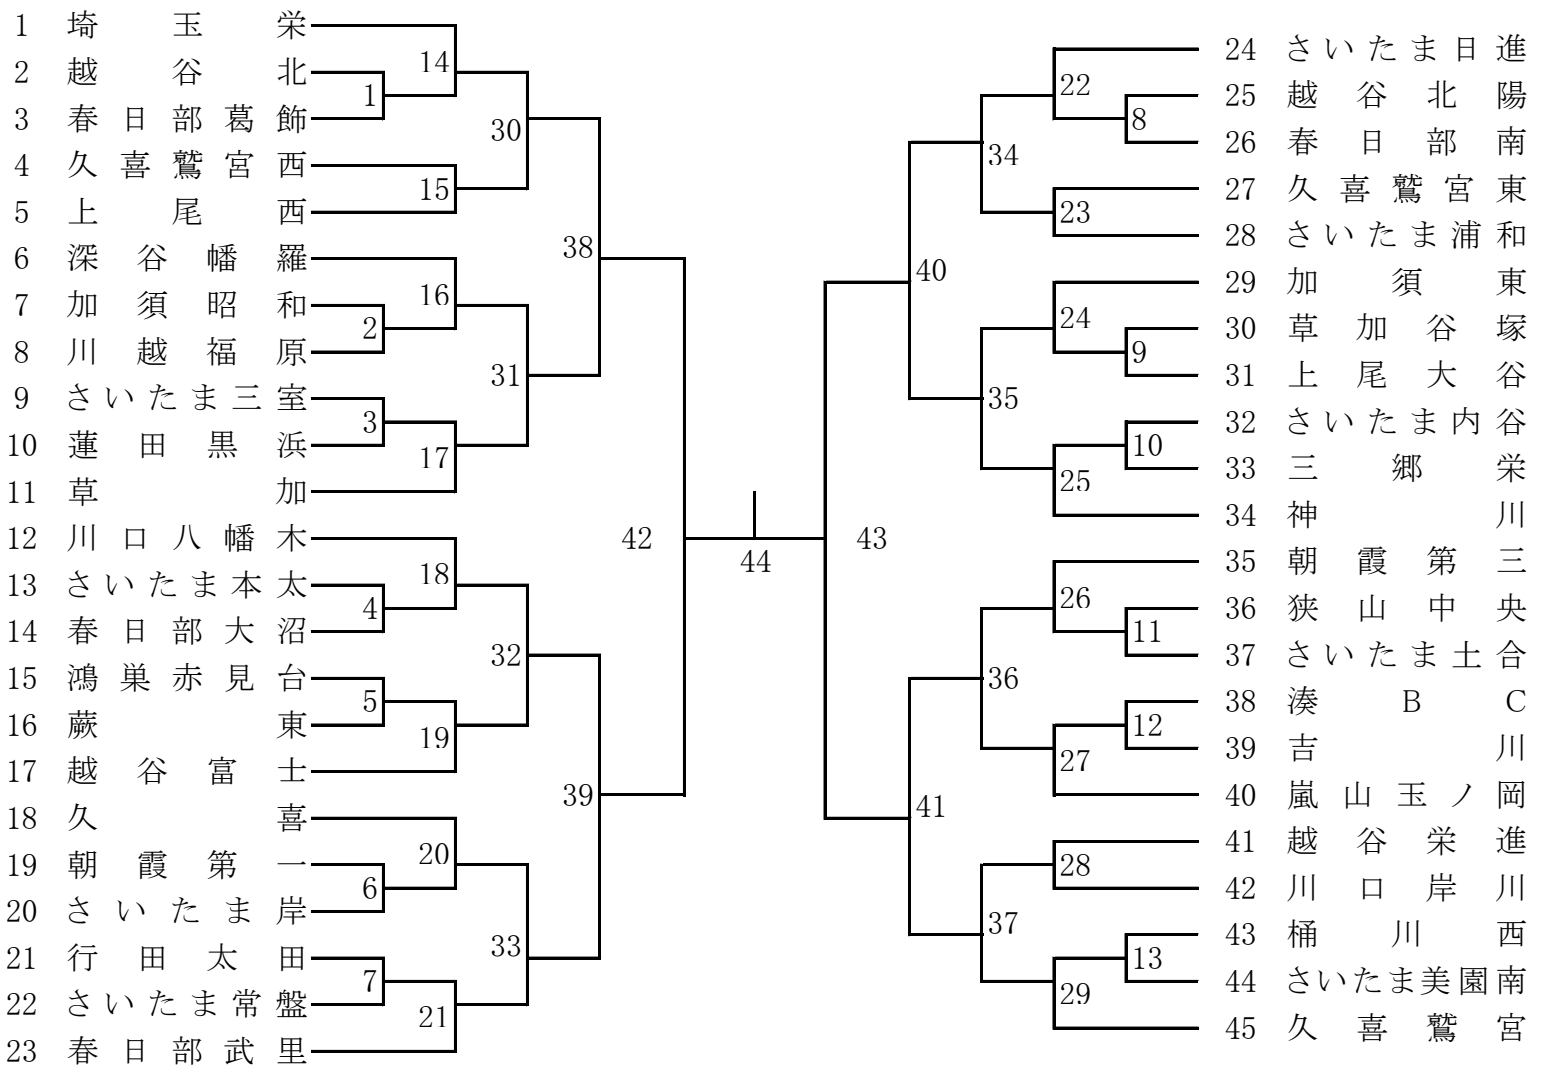 1 埼玉栄
2 越谷北
3 春日部葛飾
4 久喜鷲宮西
5 上尾西
6 深谷幡羅
7 加須昭和
8 川越福原
9 さいたま三室
10 蓮田黒浜
11 草加
12 川口八幡木
13 さいたま本太
14 春日部大沼
15 鴻巣赤見台
16 蕨東
17 越谷富士
18 久喜
19 朝霞第一
20 さいたま岸
21 行田太田
22 さいたま常盤
23 春日部武里
14
1
30
15
38
16
2
31
3
17
42
18
4
32
5
19
39
20
6
33
7
21
44
43
40
34
22
8
23
35
24
9
10
25
41
36
26
11
12
27
37
28
13
29
24 さいたま日進
25 越谷北陽
26 春日部南
27 久喜鷲宮東
28 さいたま浦和
29 加須東
30 草加谷塚
31 上尾大谷
32 さいたま内谷
33 三郷栄
34 神川
35 朝霞第三
36 狭山中央
37 さいたま土合
38 湊BC
39 吉川
40 嵐山玉ノ岡
41 越谷栄進
42 川口岸川
43 桶川西
44 さいたま美園南
45 久喜鷲宮